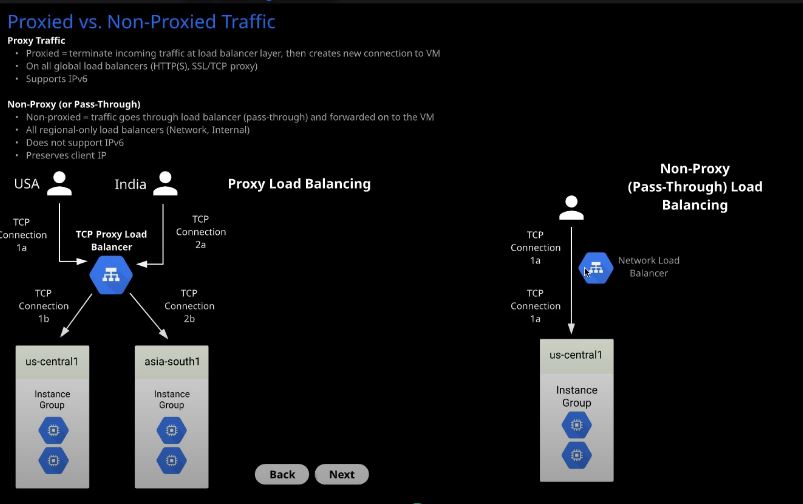 Proxied vs. Non-Proxied Traffic
Proxy Traffic
• Proxied = terminate incoming traffic at load balancer layer, then creates new connection to VM
• On all global load balancers (HTTP(S), SSL/TCP proxy)
• Supports IPv6
Non-Proxy (or Pass-Through)
• Non-proxied = traffic goes through load balancer (pass-through) and forwarded on to the VM
• All regional-only load balancers (Network, Internal)
• Does not support IPv6
• Preserves client IP
USA
India
Proxy Load Balancing
TCP
Connection
1a
TCP Proxy Load
Balancer
TCP
Connection
2a
TCP
Connection
1b
TCP
Connection
2b
us-central1
Instance
Group
asia-south1
Instance
Group
Non-Proxy
(Pass-Through) Load
Balancing
TCP
Connection
1a
Network Load
Balancer
TCP
Connection
1a
us-central1
Instance
Group
Back
Next